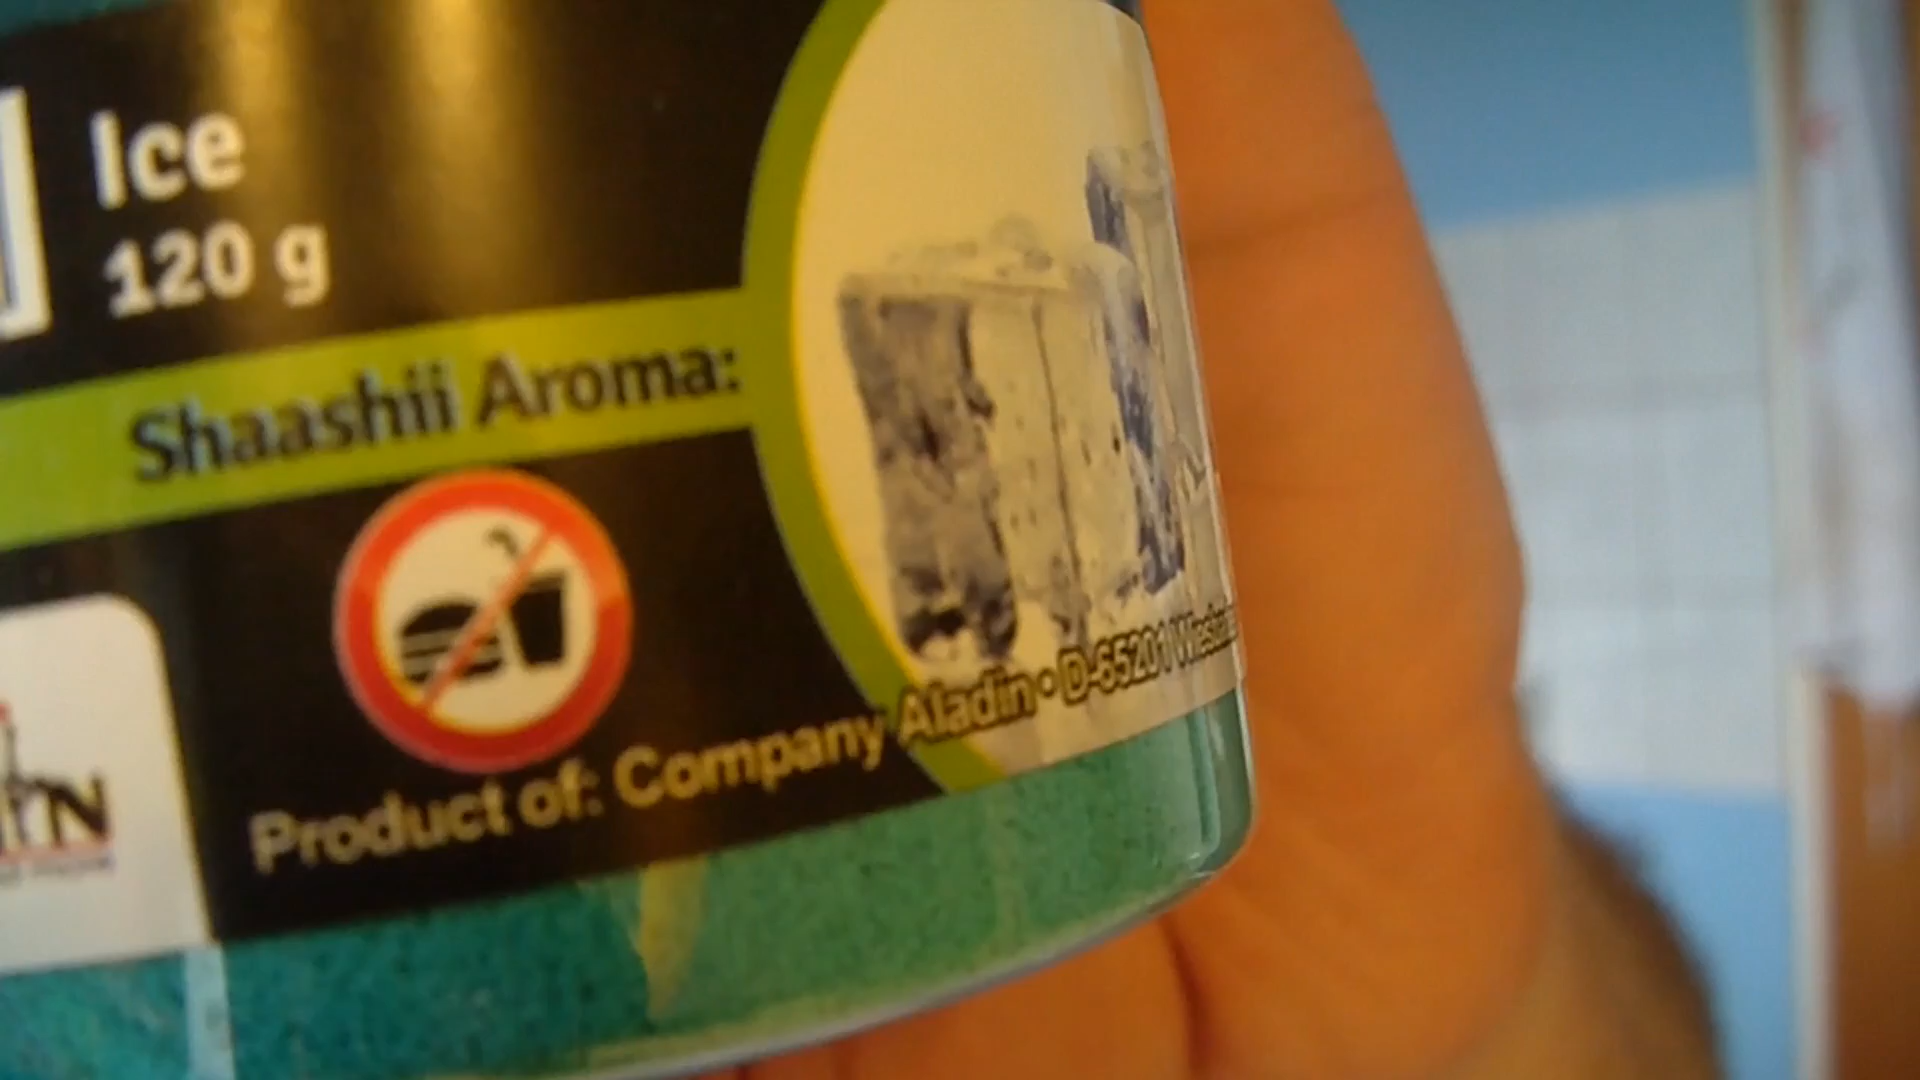 Ice
120 g
Shaashii Aroma:
Product of: Company Aladin • D-65201